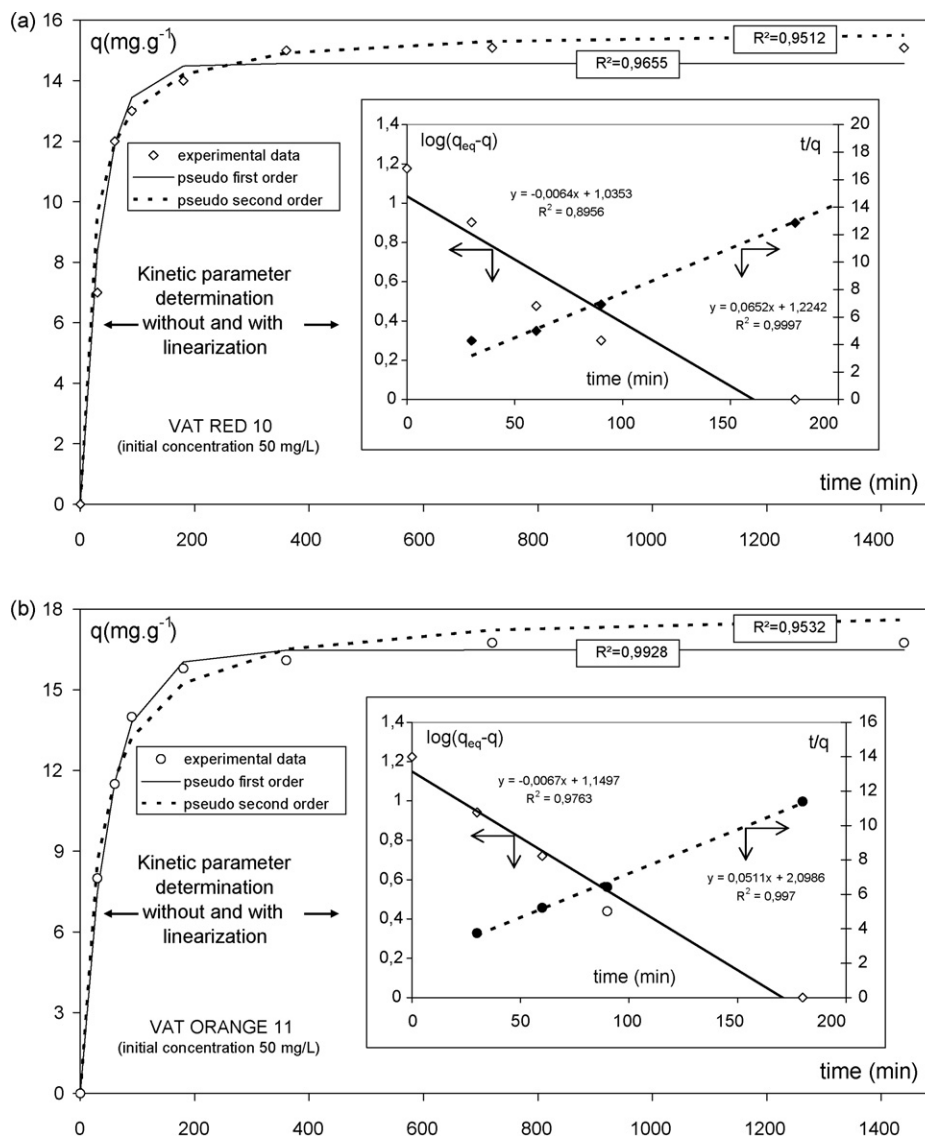 (a)
16
q(mg.g-1)
14
12
10
8
6
4
2
0
R²=0,9512
R²=0,9655
experimental data
pseudo first order
pseudo second order
Kinetic parameter
determination
without and with
linearization
VAT RED 10
(initial concentration 50 mg/L)
1,4
1,2
1
0,8
0,6
0,4
0,2
0
log(qeq-q)
t/q
20
18
16
14
12
10
8
6
4
2
0
y = -0,0064x + 1,0353
R2 = 0,8956
y 0,0652x + 1,2242
R2 = 0,9997
time (min)
0 50 100 150 200
time (min)
0 200 400 600 800 1000 1200 1400
(b)
18
q(mg.g-1)
15
12
9
6
3
0
R²=0,9532
R²=0,9928
experimental data
pseudo first order
pseudo second order
Kinetic parameter
determination
without and with
linearization
VAT ORANGE 11
(initial concentration 50 mg/L)
1,4
1,2
1
0,8
0,6
0,4
0,2
0
log(qeq-q)
t/q
16
14
12
10
8
6
4
2
0
y = -0,0067x + 1,1497
R2 = 0,9763
y = 0,0511x + 2,0986
R2 = 0,997
time (min)
0 50 100 150 200
time (min)
0 200 400 600 800 1000 1200 1400